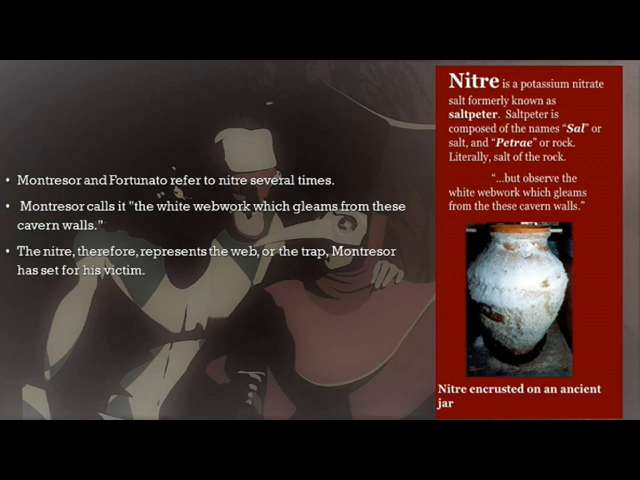 • Montresor and Fortunato refer to nitre several times.
• Montresor calls it "the white webwork which gleams from these
cavern walls."
• The nitre, therefore, represents the web, or the trap, Montresor
has set for his victim.
Nitre is a potassium nitrate
salt formerly known as
saltpeter. Saltpeter is
composed of the names “Sal” or
salt, and “Petrae” or rock.
Literally, salt of the rock.
“...but observe the
white webwork which gleams
from the these cavern walls.”
Nitre encrusted on an ancient
jar